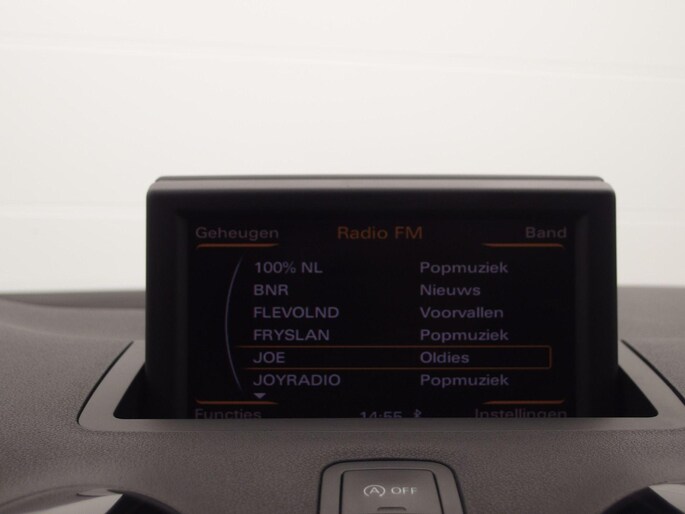 Geheugen Radio FM Band
100% NL Popmuziek
BNR Nieuws
FLEVOLND Voorvallen
FRYSLAN Popmuziek
JOE Oldies
JOYRADIO Popmuziek
Functies 14:55 Instellingen
A OFF